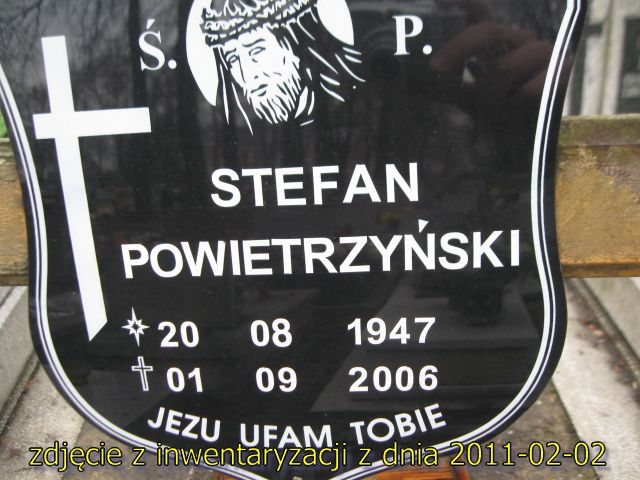 Ś. P.
STEFAN
POWIETRZYŃSKI
20 08 1947
01 09 2006
JEZU UFAM TOBIE
zdjęcie z inwentaryzacji z dnia 2011-02-02